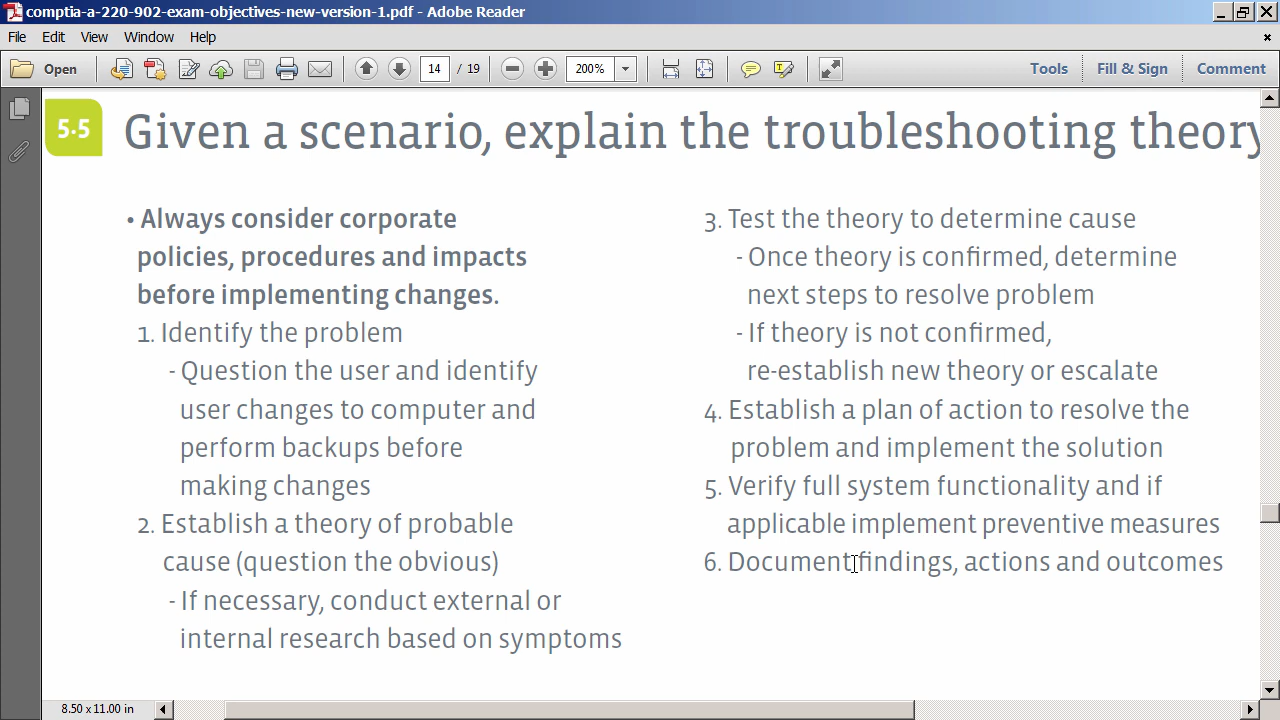 comptia-a-220-902-exam-objectives-new-version-1.pdf - Adobe Reader
File Edit View Window Help
Open 14 / 19 200% Tools Fill & Sign Comment
5.5 Given a scenario, explain the troubleshooting theory
• Always consider corporate
policies, procedures and impacts
before implementing changes.
1. Identify the problem
- Question the user and identify
user changes to computer and
perform backups before
making changes
2. Establish a theory of probable
cause (question the obvious)
- If necessary, conduct external or
internal research based on symptoms
3. Test the theory to determine cause
- Once theory is confirmed, determine
next steps to resolve problem
- If theory is not confirmed,
re-establish new theory or escalate
4. Establish a plan of action to resolve the
problem and implement the solution
5. Verify full system functionality and if
applicable implement preventive measures
6. Document findings, actions and outcomes
8.50 x 11.00 in